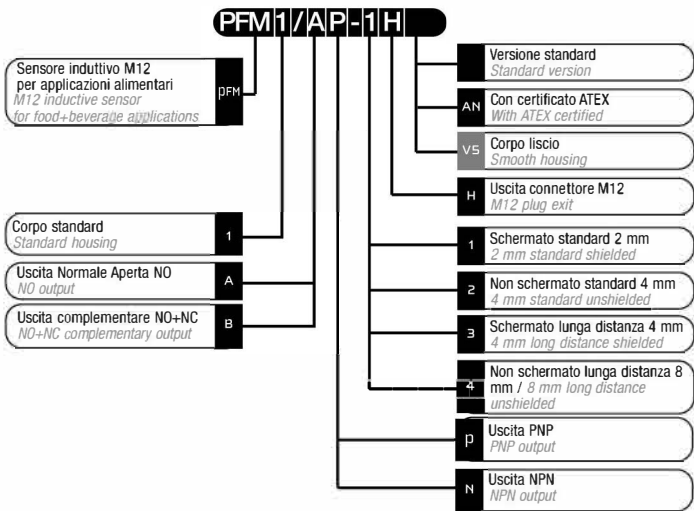 PFM1/AP-1H
Sensore induttivo M12
per applicazioni alimentari
M12 inductive sensor
for food+beverage applications
PFM
Corpo standard
Standard housing
1
Uscita Normale Aperta NO
NO output
A
Uscita complementare NO+NC
NO+NC complementary output
B
Versione standard
Standard version
AN
Con certificato ATEX
With ATEX certified
VS
Corpo liscio
Smooth housing
H
Uscita connettore M12
M12 plug exit
1
Schermato standard 2 mm
2 mm standard shielded
2
Non schermato standard 4 mm
4 mm standard unshielded
3
Schermato lunga distanza 4 mm
4 mm long distance shielded
4
Non schermato lunga distanza 8
mm / 8 mm long distance
unshielded
P
Uscita PNP
PNP output
N
Uscita NPN
NPN output